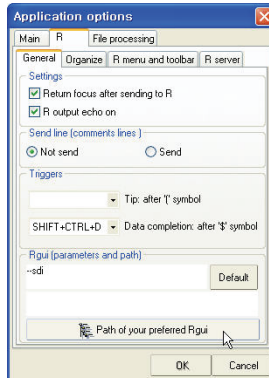 Application options
Main R File processing
General Organize R menu and toolbar R server
Settings
Return focus after sending to R
R output echo on
Send line (comments lines )
Not send Send
Triggers
Tip: after '(' symbol
SHIFT+CTRL+D Data completion: after '$' symbol
Rgui (parameters and path)
--sdi
Default
Path of your preferred Rgui
OK Cancel